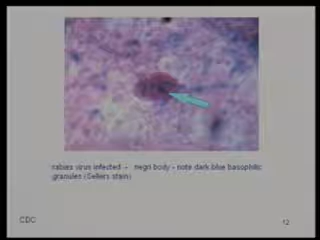 rabies virus infected - negri body - note dark blue basophilic
granules (Sellers stain)
CDC
12